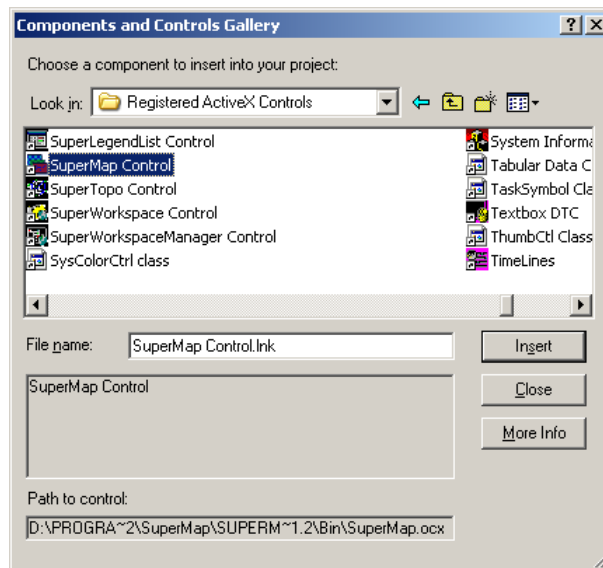 Components and Controls Gallery
Choose a component to insert into your project:
Look in: Registered ActiveX Controls
SuperLegendList Control
SuperMap Control
SuperTopo Control
SuperWorkspace Control
SuperWorkspaceManager Control
SysColorCtrl class
System Informa
Tabular Data C
TaskSymbol Cla
Textbox DTC
ThumbCtl Class
TimeLines
File name: SuperMap Control.lnk
Insert
SuperMap Control
Close
More Info
Path to control:
D:\PROGRA~2\SuperMap\SUPERM~1.2\Bin\SuperMap.ocx